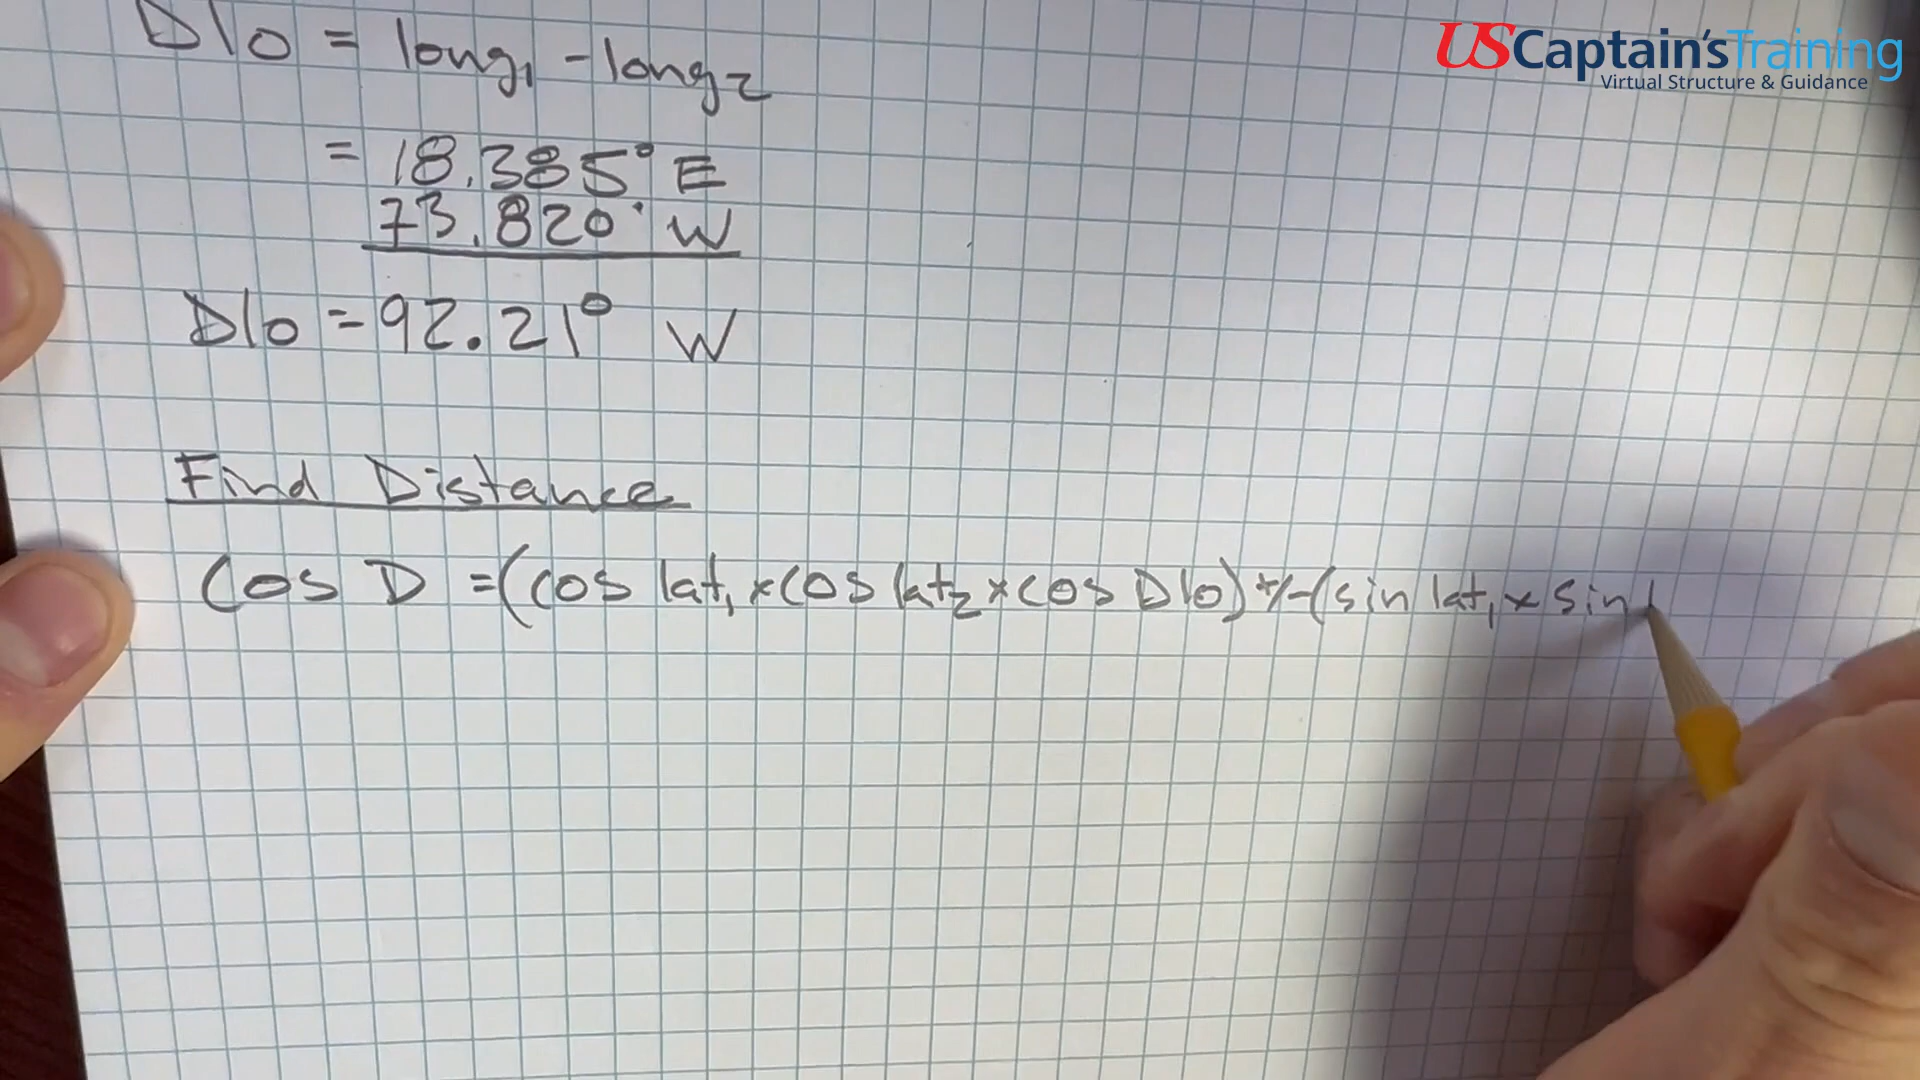 USCaptain'sTraining
Virtual Structure & Guidance
Dlo = long₁ - long₂
= 18.385° E
73.820° W
Dlo = 92.21° W
Find Distance
Cos D = (cos lat₁ x cos lat₂ x cos Dlo) +/- (sin lat₁ x sin l